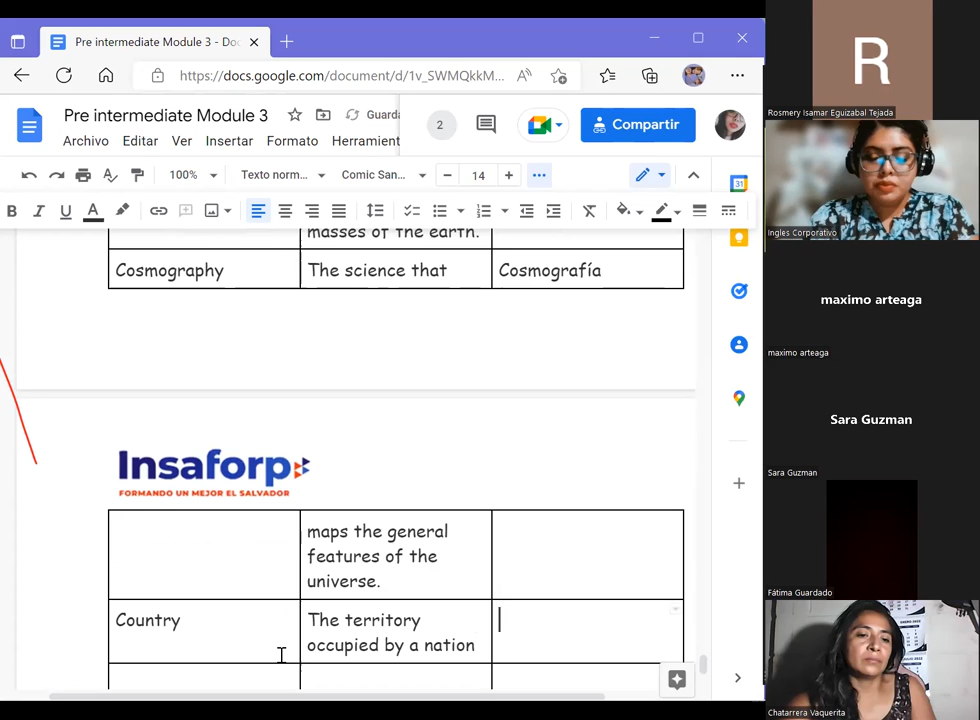 Pre intermediate Module 3 - Doc
https://docs.google.com/document/d/1v_SWMQkkM...
Pre intermediate Module 3
Guarda
2
Compartir
Archivo Editar Ver Insertar Formato Herramient
100% Texto norm... Comic San... 14
masses of the earth.
Cosmography The science that Cosmografía
Insaforp
FORMANDO UN MEJOR EL SALVADOR
maps the general
features of the
universe.
Country The territory
occupied by a nation
R
Rosmery Isamar Eguizabal Tejada
Ingles Corporativo
maximo arteaga
maximo arteaga
Sara Guzman
Sara Guzman
Fátima Guardado
Chatarrera Vaquerita